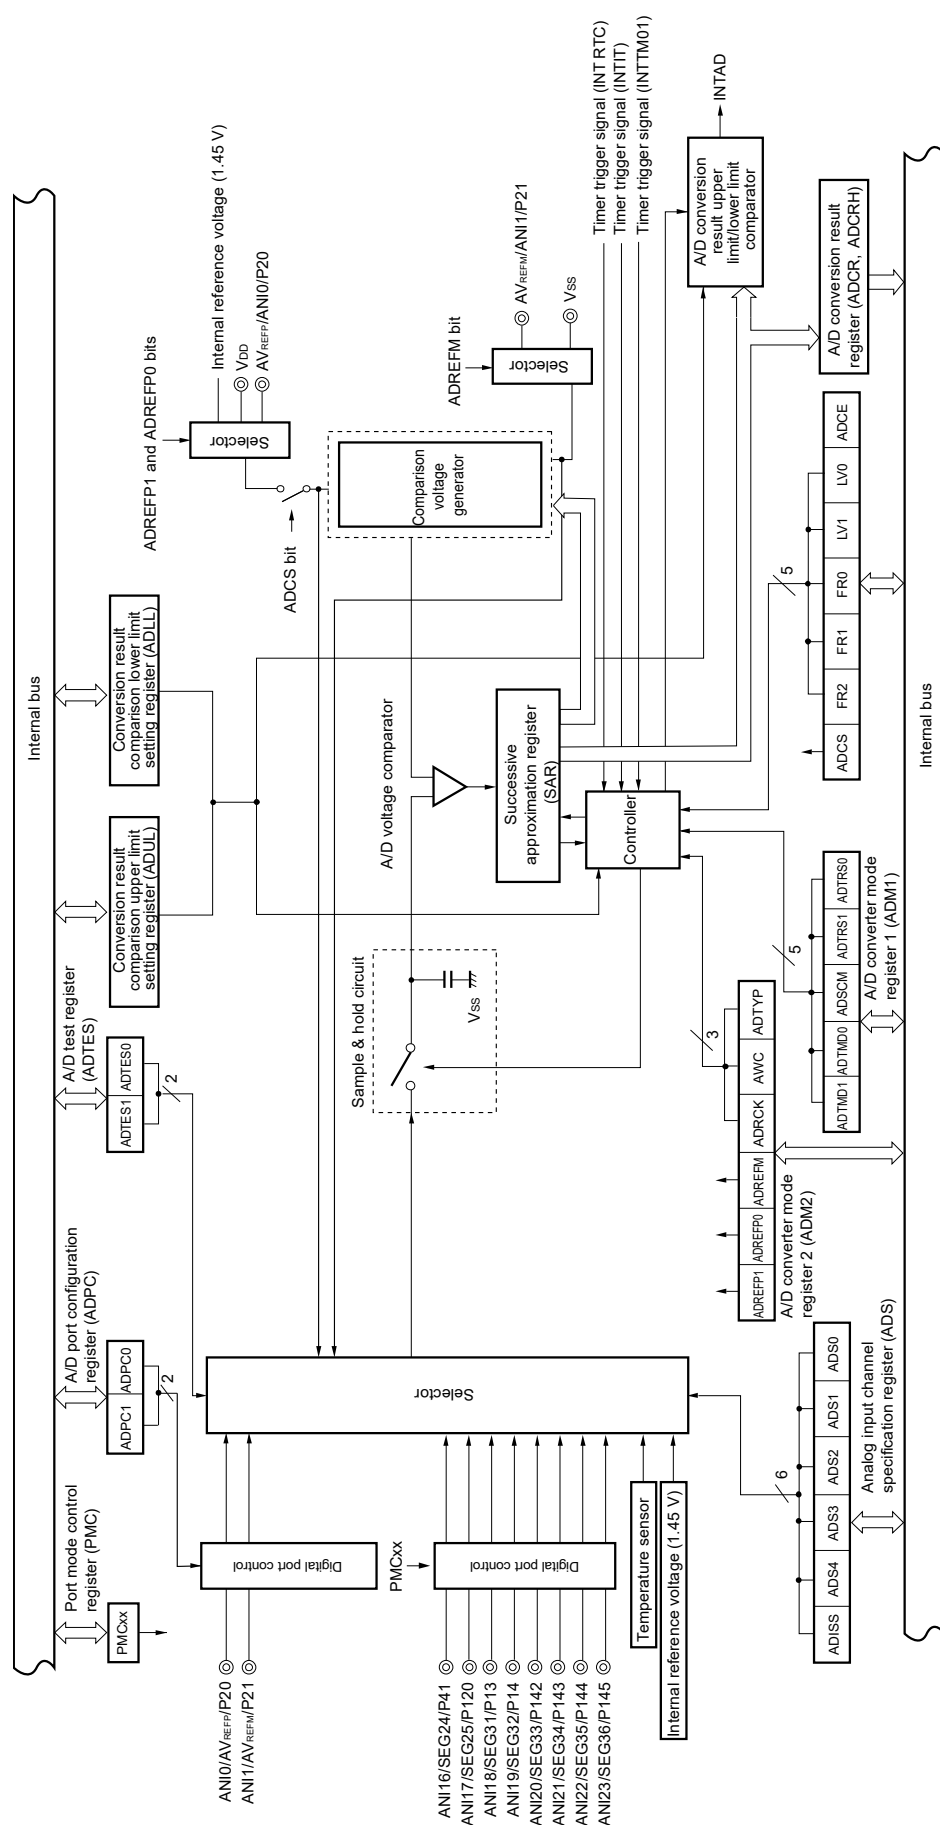 Internal bus
Port mode control
register (PMC)
PMCxx
A/D port configuration
register (ADPC)
ADPC1
ADPC0
2
A/D test register
(ADTES)
ADTES1
ADTES0
2
Conversion result
comparison upper limit
setting register (ADUL)
Conversion result
comparison lower limit
setting register (ADLL)
ADREFP1 and ADREFP0 bits
Internal reference voltage (1.45 V)
VDD
AVREFP/ANI0/P20
Selector
ADCS bit
ANI0/AVREFP/P20
ANI1/AVREFM/P21
Digital port control
PMCxx
ANI16/SEG24/P41
ANI17/SEG25/P120
ANI18/SEG31/P13
ANI19/SEG32/P14
ANI20/SEG33/P142
ANI21/SEG34/P143
ANI22/SEG35/P144
ANI23/SEG36/P145
Digital port control
Temperature sensor
Internal reference voltage (1.45 V)
Selector
Sample & hold circuit
VSS
A/D voltage comparator
Comparison
voltage
generator
ADREFM bit
Selector
AVREFM/ANI1/P21
VSS
Successive
approximation register
(SAR)
Controller
Timer trigger signal (INT RTC)
Timer trigger signal (INTIT)
Timer trigger signal (INTTM01)
A/D conversion
result upper
limit/lower limit
comparator
INTAD
A/D conversion result
register (ADCR, ADCRH)
6
ADISS
ADS4
ADS3
ADS2
ADS1
ADS0
Analog input channel
specification register (ADS)
3
ADREFP1
ADREFP0
ADREFM
ADRCK
AWC
ADTYP
A/D converter mode
register 2 (ADM2)
5
ADTMD1
ADTMD0
ADSCM
ADTRS1
ADTRS0
A/D converter mode
register 1 (ADM1)
5
ADCS
FR2
FR1
FR0
LV1
LV0
ADCE
Internal bus